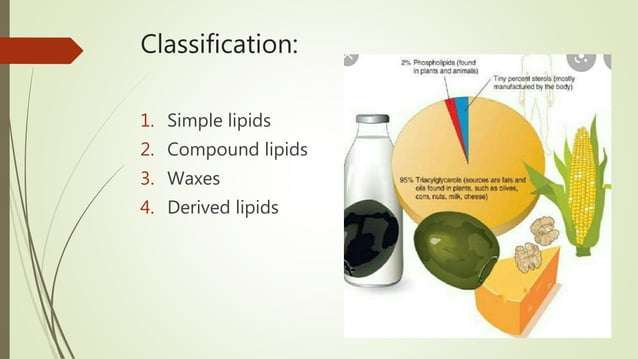 Classification:
1. Simple lipids
2. Compound lipids
3. Waxes
4. Derived lipids
2% Phospholipids (found
in plants and animals)
Tiny percent sterols (mostly
manufactured by the body)
95% Triacylglycerols (sources are fats and
oils found in plants, such as olives,
corn, nuts, milk, cheese)